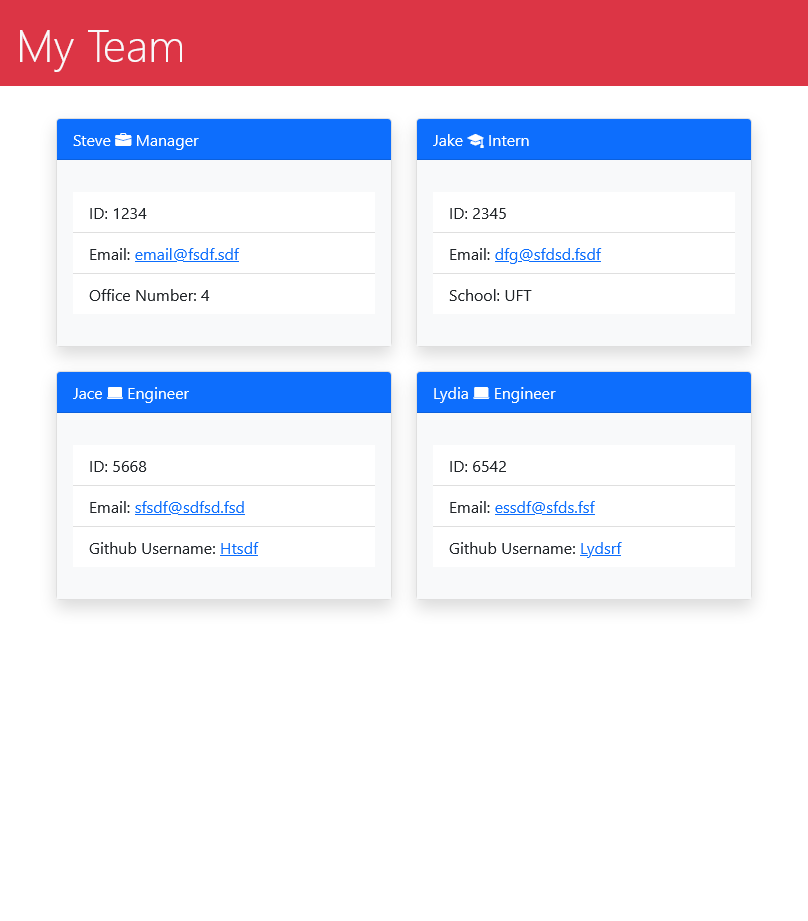 My Team
Steve Manager
ID: 1234
Email: email@fsdf.sdf
Office Number: 4
Jake Intern
ID: 2345
Email: dfg@sfdsd.fsdf
School: UFT
Jace Engineer
ID: 5668
Email: sfsdf@sdfsd.fsd
Github Username: Htsdf
Lydia Engineer
ID: 6542
Email: essdf@sfds.fsf
Github Username: Lydsrf